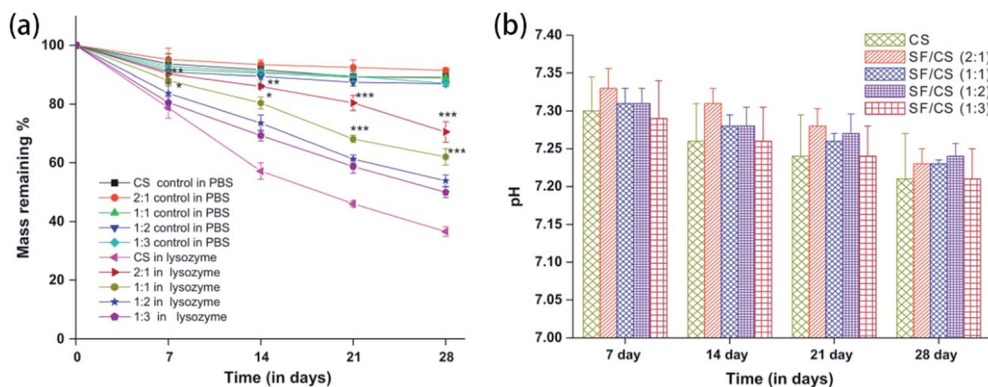 (a)
Mass remaining %
100
80
60
40
20
0
**
*
**
*
***
***
***
***
CS control in PBS
2:1 control in PBS
1:1 control in PBS
1:2 control in PBS
1:3 control in PBS
CS in lysozyme
2:1 in lysozyme
1:1 in lysozyme
1:2 in lysozyme
1:3 in lysozyme
0 7 14 21 28
Time (in days)
(b)
pH
7.40
7.35
7.30
7.25
7.20
7.15
7.10
7.05
7.00
CS
SF/CS (2:1)
SF/CS (1:1)
SF/CS (1:2)
SF/CS (1:3)
7 day 14 day 21 day 28 day
Time (in days)